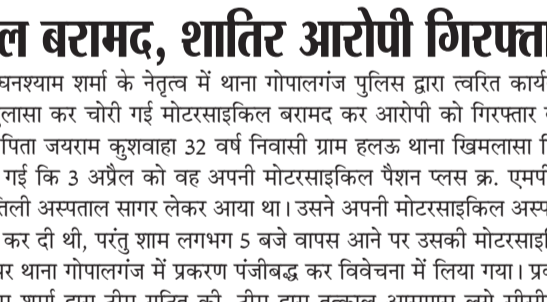 ल बरामद, शातिर आरोपी गिरफ्ता
घनश्याम शर्मा के नेतृत्व में थाना गोपालगंज पुलिस द्वारा त्वरित कार्य
लासा कर चोरी गई मोटरसाइकिल बरामद कर आरोपी को गिरफ्तार
पिता जयराम कुशवाहा 32 वर्ष निवासी ग्राम हलऊ थाना खिमलासा
गई कि 3 अप्रैल को वह अपनी मोटरसाइकिल पैशन प्लस क्र. एमपी
तिली अस्पताल सागर लेकर आया था। उसने अपनी मोटरसाइकिल अस्प
कर दी थी, परंतु शाम लगभग 5 बजे वापस आने पर उसकी मोटरसाइ
पर थाना गोपालगंज में प्रकरण पंजीबद्ध कर विवेचना में लिया गया।